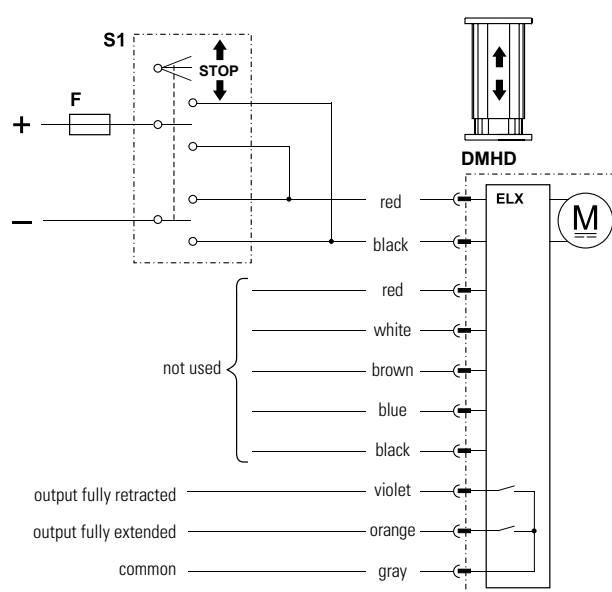 S1
STOP
F
+
−
DMHD
ELX
M
red
black
red
white
not used
brown
blue
black
output fully retracted violet
output fully extended orange
common gray